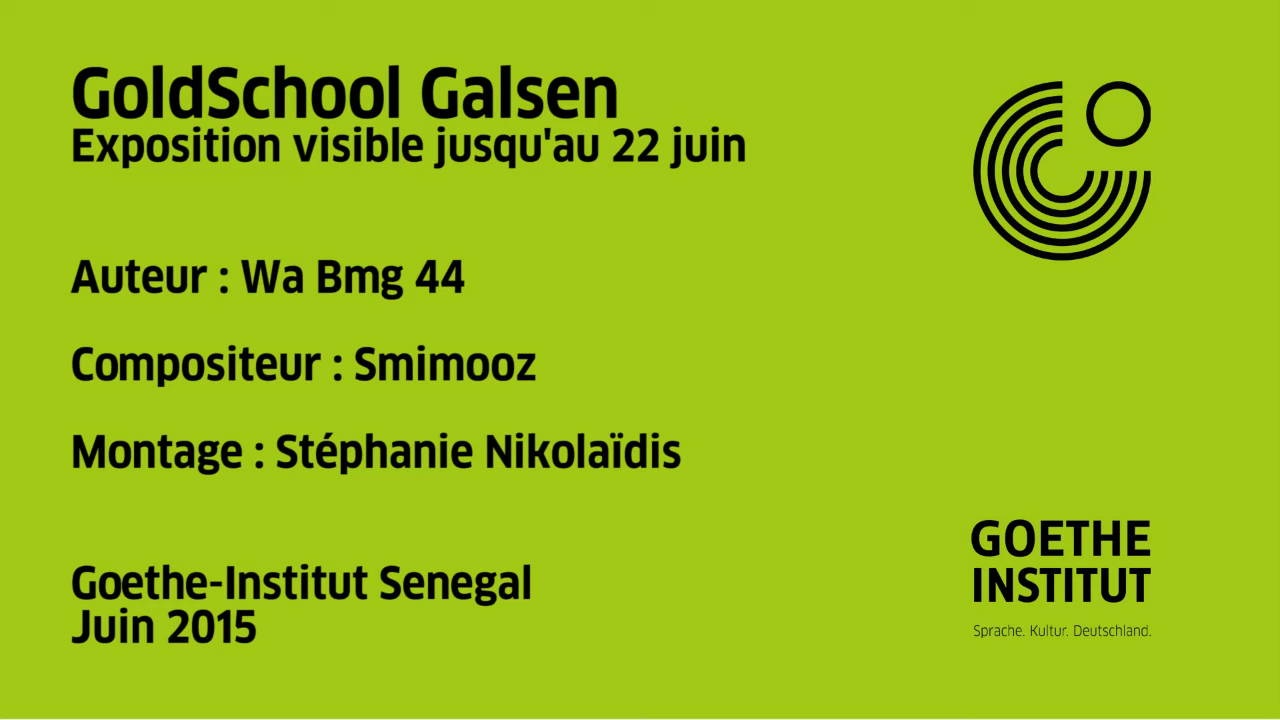 GoldSchool Galsen
Exposition visible jusqu'au 22 juin
Auteur : Wa Bmg 44
Compositeur : Smimooz
Montage : Stéphanie Nikolaïdis
Goethe-Institut Senegal
Juin 2015
GOETHE
INSTITUT
Sprache. Kultur. Deutschland.